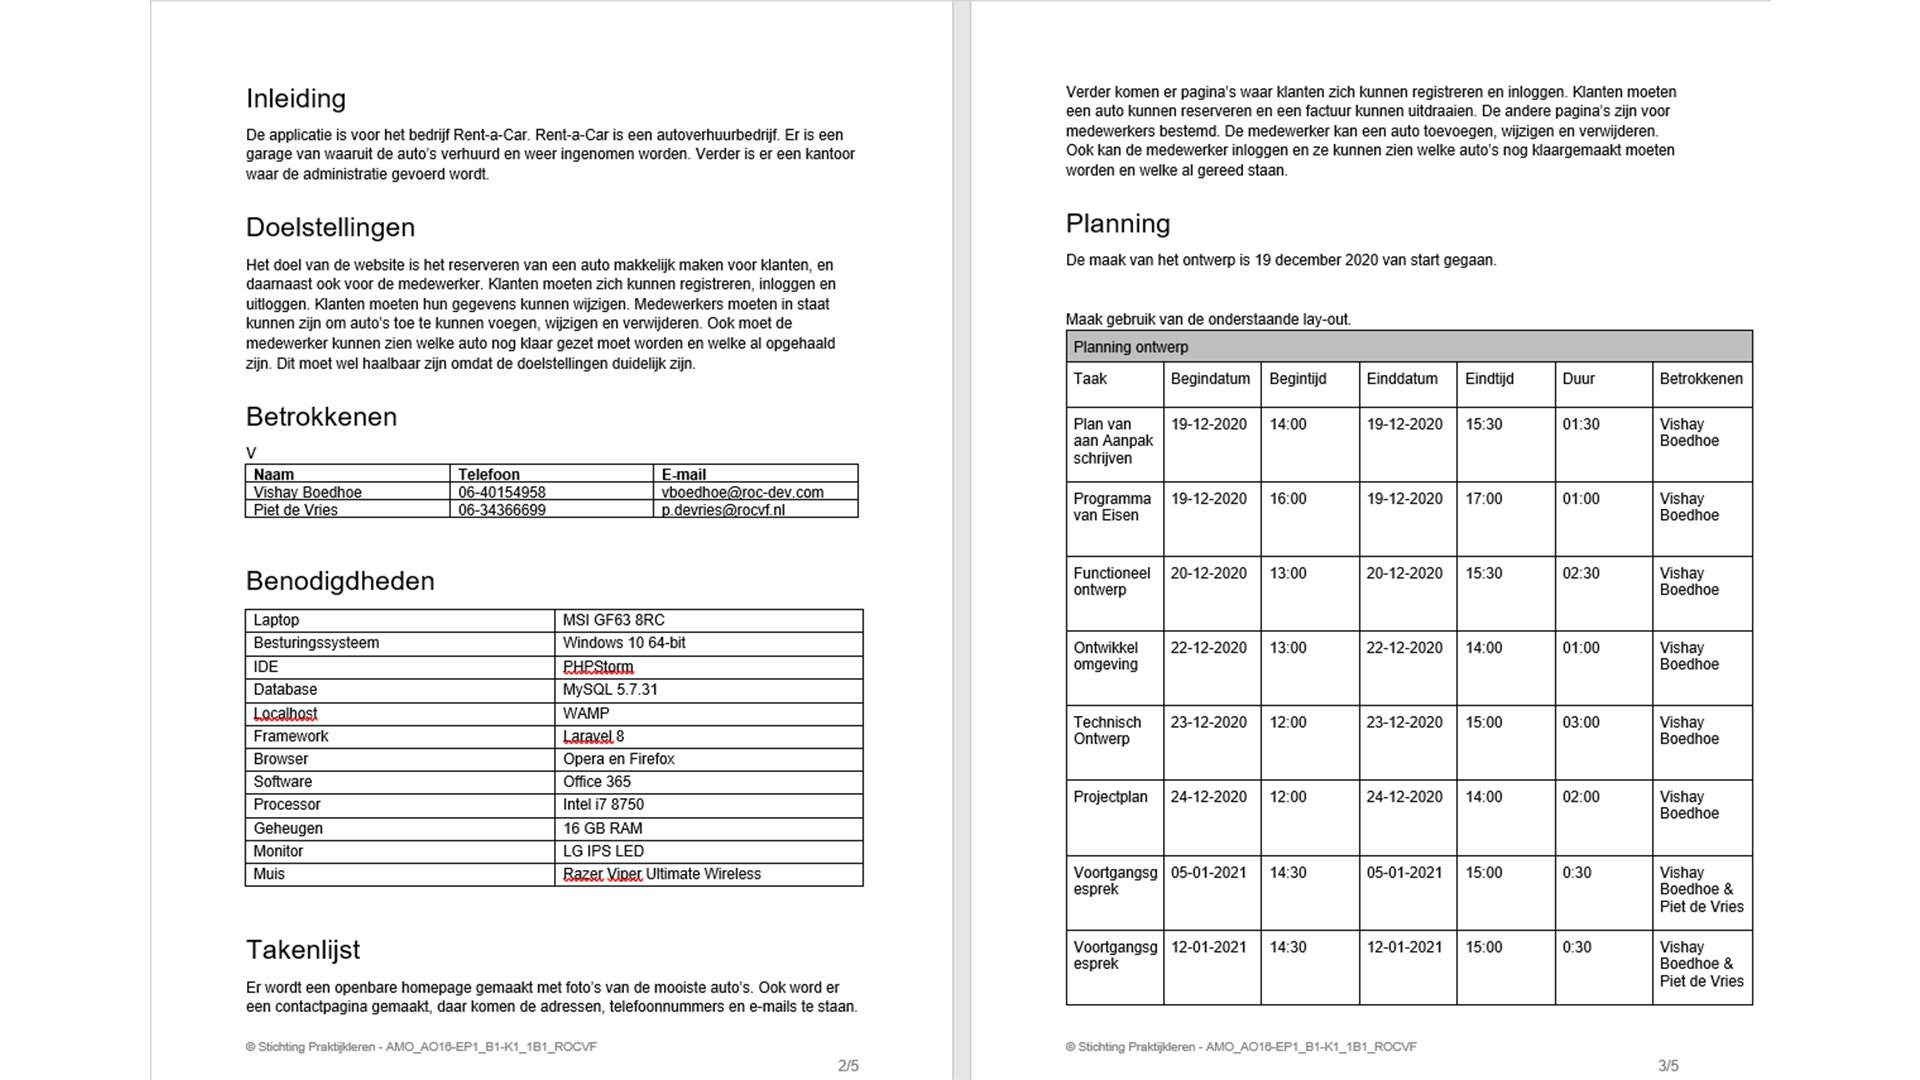 Inleiding
De applicatie is voor het bedrijf Rent-a-Car. Rent-a-Car is een autoverhuurbedrijf. Er is een
garage van waaruit de auto's verhuurd en weer ingenomen worden. Verder is er een kantoor
waar de administratie gevoerd wordt.
Doelstellingen
Het doel van de website is het reserveren van een auto makkelijk maken voor klanten, en
daarnaast ook voor de medewerker. Klanten moeten zich kunnen registreren, inloggen en
uitloggen. Klanten moeten hun gegevens kunnen wijzigen. Medewerkers moeten in staat
kunnen zijn om auto's toe te kunnen voegen, wijzigen en verwijderen. Ook moet de
medewerker kunnen zien welke auto nog klaar gezet moet worden en welke al opgehaald
zijn. Dit moet wel haalbaar zijn omdat de doelstellingen duidelijk zijn.
Betrokkenen
V
Naam Telefoon E-mail
Vishay Boedhoe 06-40154958 vboedhoe@roc-dev.com
Piet de Vries 06-34366699 p.devries@rocvf.nl
Benodigdheden
Laptop MSI GF63 8RC
Besturingssysteem Windows 10 64-bit
IDE PHPStorm
Database MySQL 5.7.31
Localhost WAMP
Framework Laravel 8
Browser Opera en Firefox
Software Office 365
Processor Intel i7 8750
Geheugen 16 GB RAM
Monitor LG IPS LED
Muis Razer Viper Ultimate Wireless
Takenlijst
Er wordt een openbare homepage gemaakt met foto's van de mooiste auto's. Ook word er
een contactpagina gemaakt, daar komen de adressen, telefoonnummers en e-mails te staan.
© Stichting Praktijkleren - AMO_AO16-EP1_B1-K1_1B1_ROCVF
2/5
Verder komen er pagina's waar klanten zich kunnen registreren en inloggen. Klanten moeten
een auto kunnen reserveren en een factuur kunnen uitdraaien. De andere pagina's zijn voor
medewerkers bestemd. De medewerker kan een auto toevoegen, wijzigen en verwijderen.
Ook kan de medewerker inloggen en ze kunnen zien welke auto's nog klaargemaakt moeten
worden en welke al gereed staan.
Planning
De maak van het ontwerp is 19 december 2020 van start gegaan.
Maak gebruik van de onderstaande lay-out.
Planning ontwerp
Taak Begindatum Begintijd Einddatum Eindtijd Duur Betrokkenen
Plan van 19-12-2020 14:00 19-12-2020 15:30 01:30 Vishay
aan Aanpak Boedhoe
schrijven
Programma 19-12-2020 16:00 19-12-2020 17:00 01:00 Vishay
van Eisen Boedhoe
Functioneel 20-12-2020 13:00 20-12-2020 15:30 02:30 Vishay
ontwerp Boedhoe
Ontwikkel 22-12-2020 13:00 22-12-2020 14:00 01:00 Vishay
omgeving Boedhoe
Technisch 23-12-2020 12:00 23-12-2020 15:00 03:00 Vishay
Ontwerp Boedhoe
Projectplan 24-12-2020 12:00 24-12-2020 14:00 02:00 Vishay
Boedhoe
Voortgangsg 05-01-2021 14:30 05-01-2021 15:00 0:30 Vishay
esprek Boedhoe &
Piet de Vries
Voortgangsg 12-01-2021 14:30 12-01-2021 15:00 0:30 Vishay
esprek Boedhoe &
Piet de Vries
© Stichting Praktijkleren - AMO_AO16-EP1_B1-K1_1B1_ROCVF
3/5